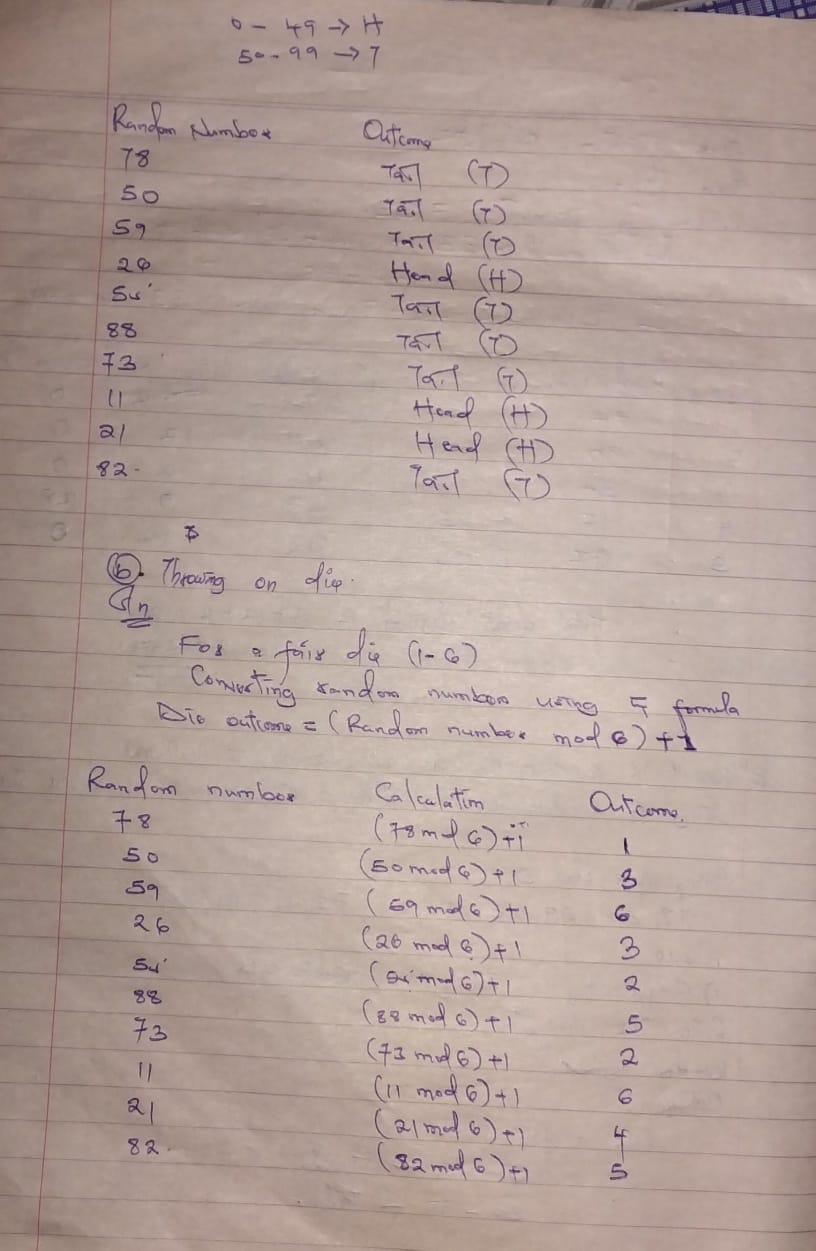 0 - 49 → H
50 - 99 → T
Random Number Outcome
78 Tail (T)
50 Tail (T)
59 Tail (T)
26 Head (H)
55 Tail (T)
88 Tail (T)
73 Tail (T)
11 Head (H)
21 Head (H)
82. Tail (T)
(b). Throwing on die.
Sn
For a fair die (1-6)
Converting random numbers using formula
Die outcome = (Random number mod 6) + 1
Random number Calculation Outcome.
78 (78 mod 6) + 1 1
50 (50 mod 6) + 1 3
59 (59 mod 6) + 1 6
26 (26 mod 6) + 1 3
55 (55 mod 6) + 1 2
88 (88 mod 6) + 1 5
73 (73 mod 6) + 1 2
11 (11 mod 6) + 1 6
21 (21 mod 6) + 1 4
82. (82 mod 6) + 1 5